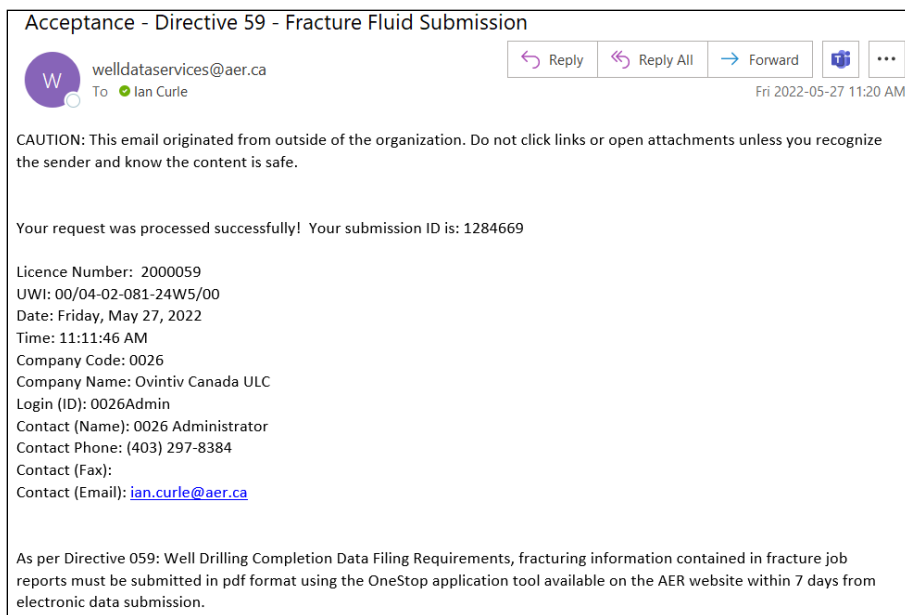 Acceptance - Directive 59 - Fracture Fluid Submission
W
welldataservices@aer.ca
To Ian Curle
Reply
Reply All
Forward
Fri 2022-05-27 11:20 AM
CAUTION: This email originated from outside of the organization. Do not click links or open attachments unless you recognize
the sender and know the content is safe.
Your request was processed successfully!  Your submission ID is: 1284669
Licence Number:  2000059
UWI: 00/04-02-081-24W5/00
Date: Friday, May 27, 2022
Time: 11:11:46 AM
Company Code: 0026
Company Name: Ovintiv Canada ULC
Login (ID): 0026Admin
Contact (Name): 0026 Administrator
Contact Phone: (403) 297-8384
Contact (Fax):
Contact (Email): ian.curle@aer.ca
As per Directive 059: Well Drilling Completion Data Filing Requirements, fracturing information contained in fracture job
reports must be submitted in pdf format using the OneStop application tool available on the AER website within 7 days from
electronic data submission.